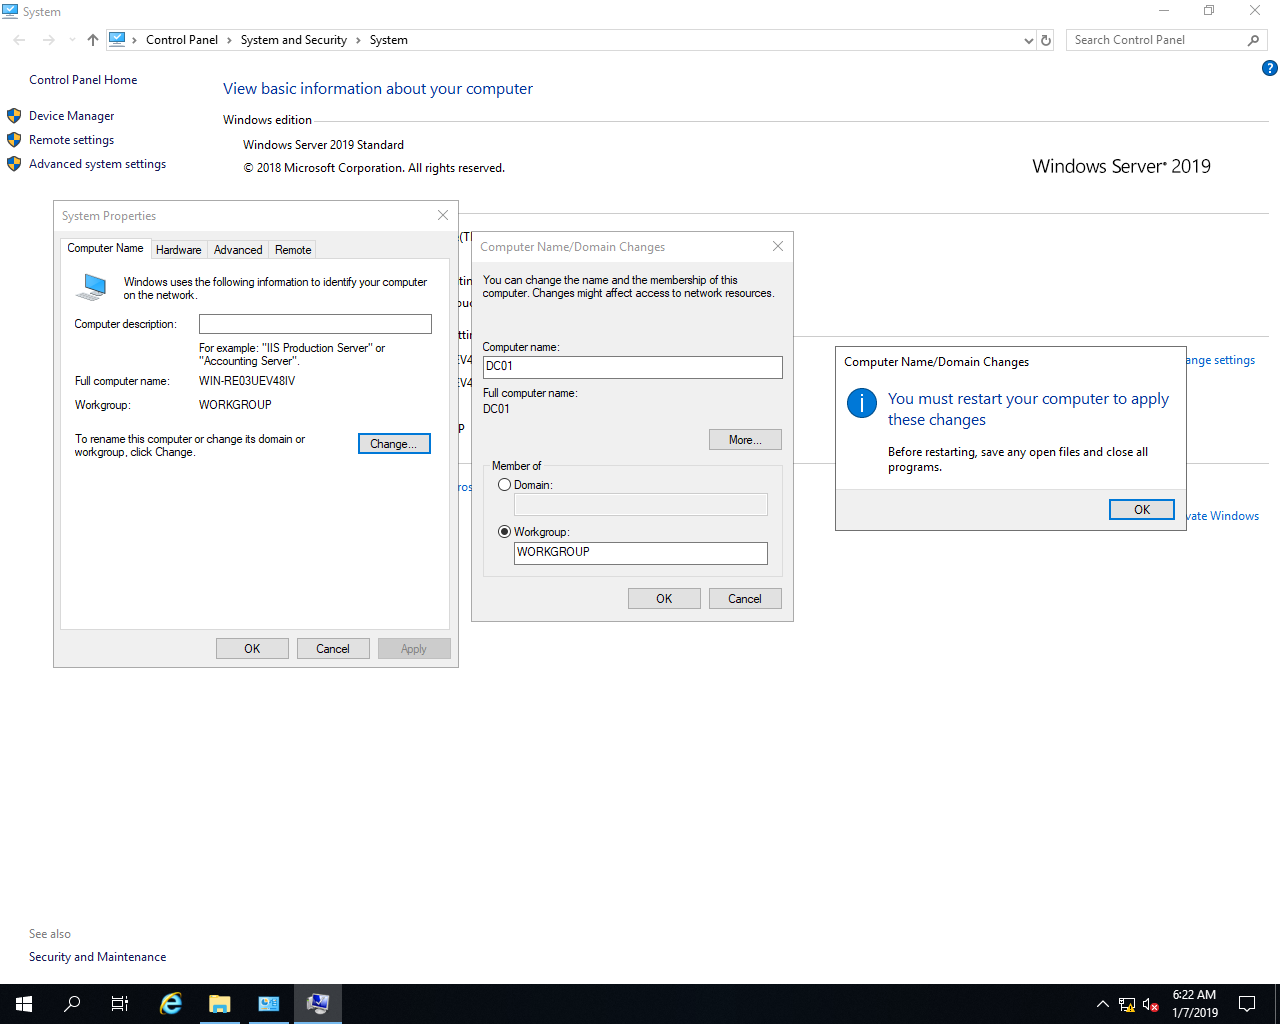 System
Control Panel
System and Security
System
Search Control Panel
Control Panel Home
Device Manager
Remote settings
Advanced system settings
View basic information about your computer
Windows edition
Windows Server 2019 Standard
© 2018 Microsoft Corporation. All rights reserved.
Windows Server® 2019
System Properties
Computer Name
Hardware
Advanced
Remote
Windows uses the following information to identify your computer
on the network.
Computer description:
For example: "IIS Production Server" or
"Accounting Server".
Full computer name:
WIN-RE03UEV48IV
Workgroup:
WORKGROUP
To rename this computer or change its domain or
workgroup, click Change.
Change...
OK
Cancel
Apply
Computer Name/Domain Changes
You can change the name and the membership of this
computer. Changes might affect access to network resources.
Computer name:
DC01
Full computer name:
DC01
More...
Member of
Domain:
Workgroup:
WORKGROUP
OK
Cancel
Computer Name/Domain Changes
You must restart your computer to apply
these changes
Before restarting, save any open files and close all
programs.
OK
ange settings
vate Windows
See also
Security and Maintenance
6:22 AM
1/7/2019